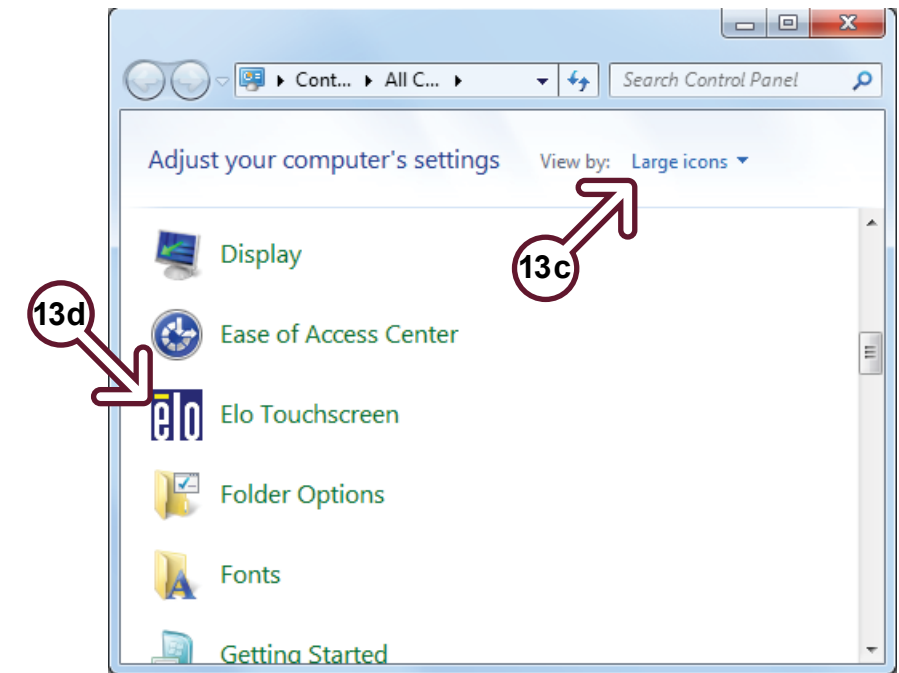 Cont... All C... Search Control Panel
Adjust your computer's settings View by: Large icons
13c
Display
13d
Ease of Access Center
elo Elo Touchscreen
Folder Options
Fonts
Getting Started